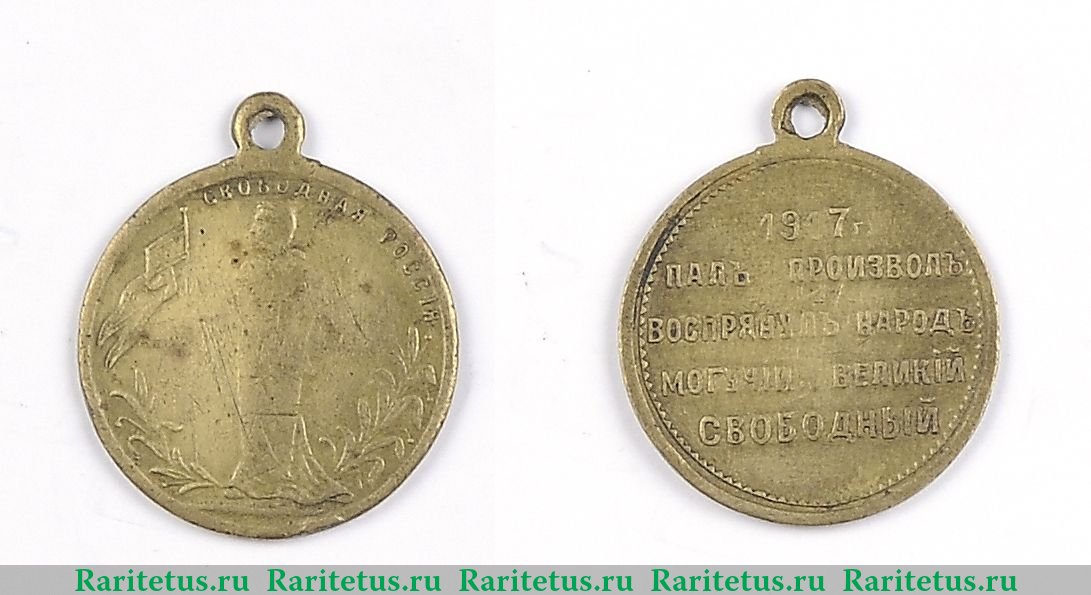 СВОБОДНАЯ РОССІЯ.
1917 г.
ПАЛЪ ПРОИЗВОЛЪ
ВОСПРЯНУЛЪ НАРОДЪ
МОГУЧІЙ ВЕЛИКІЙ
СВОБОДНЫЙ
Raritetus.ru Raritetus.ru Raritetus.ru Raritetus.ru Raritetus.ru